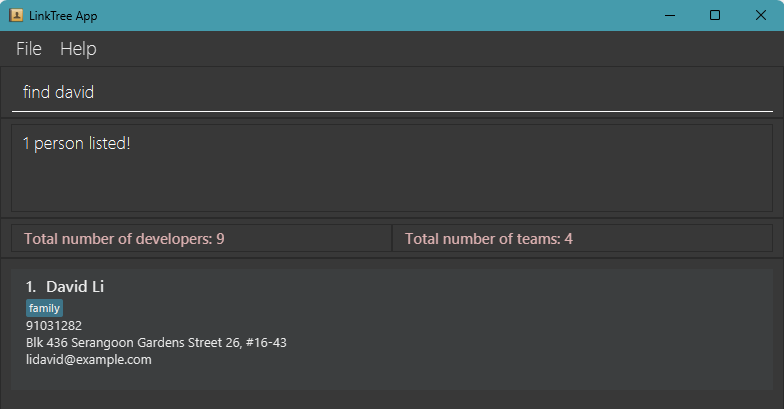 LinkTree App
File Help
find david
1 person listed!
Total number of developers: 9 Total number of teams: 4
1. David Li
family
91031282
Blk 436 Serangoon Gardens Street 26, #16-43
lidavid@example.com